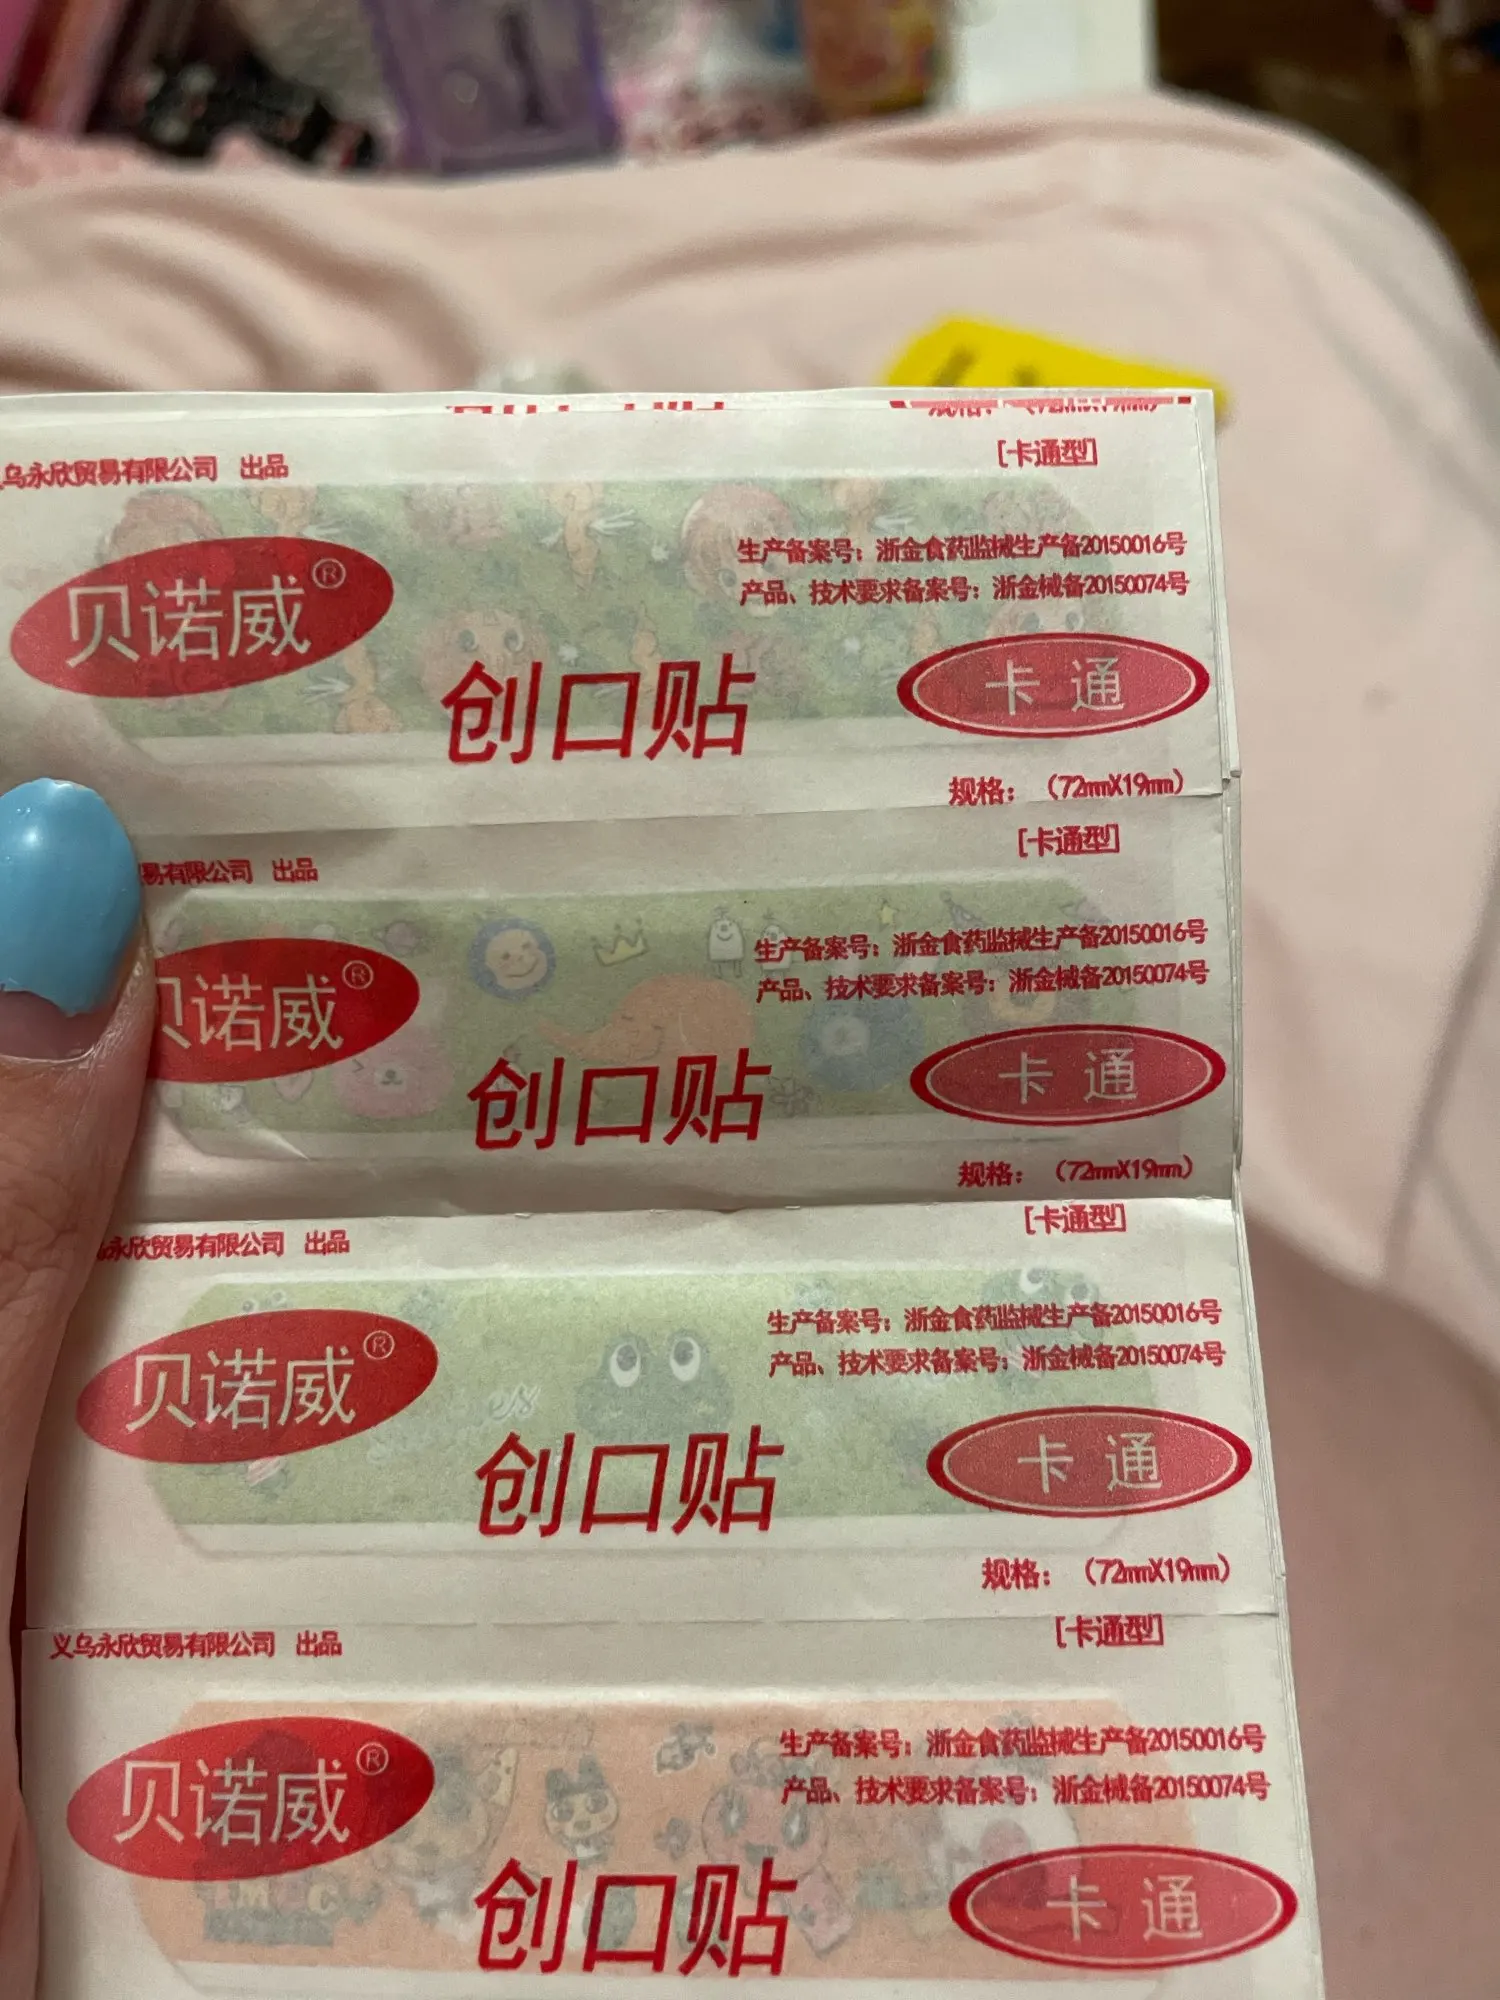 规格：（72mmX19mm）
[卡通型]
乌永欣贸易有限公司 出品
生产备案号：浙金食药监械生产备20150016号
产品、技术要求备案号：浙金械备20150074号
贝诺威®
创口贴
卡通
规格：（72mmX19mm）
[卡通型]
易有限公司 出品
生产备案号：浙金食药监械生产备20150016号
产品、技术要求备案号：浙金械备20150074号
贝诺威®
创口贴
卡通
规格：（72mmX19mm）
[卡通型]
永欣贸易有限公司 出品
生产备案号：浙金食药监械生产备20150016号
产品、技术要求备案号：浙金械备20150074号
贝诺威®
创口贴
卡通
规格：（72mmX19mm）
[卡通型]
义乌永欣贸易有限公司 出品
生产备案号：浙金食药监械生产备20150016号
产品、技术要求备案号：浙金械备20150074号
贝诺威®
创口贴
卡通